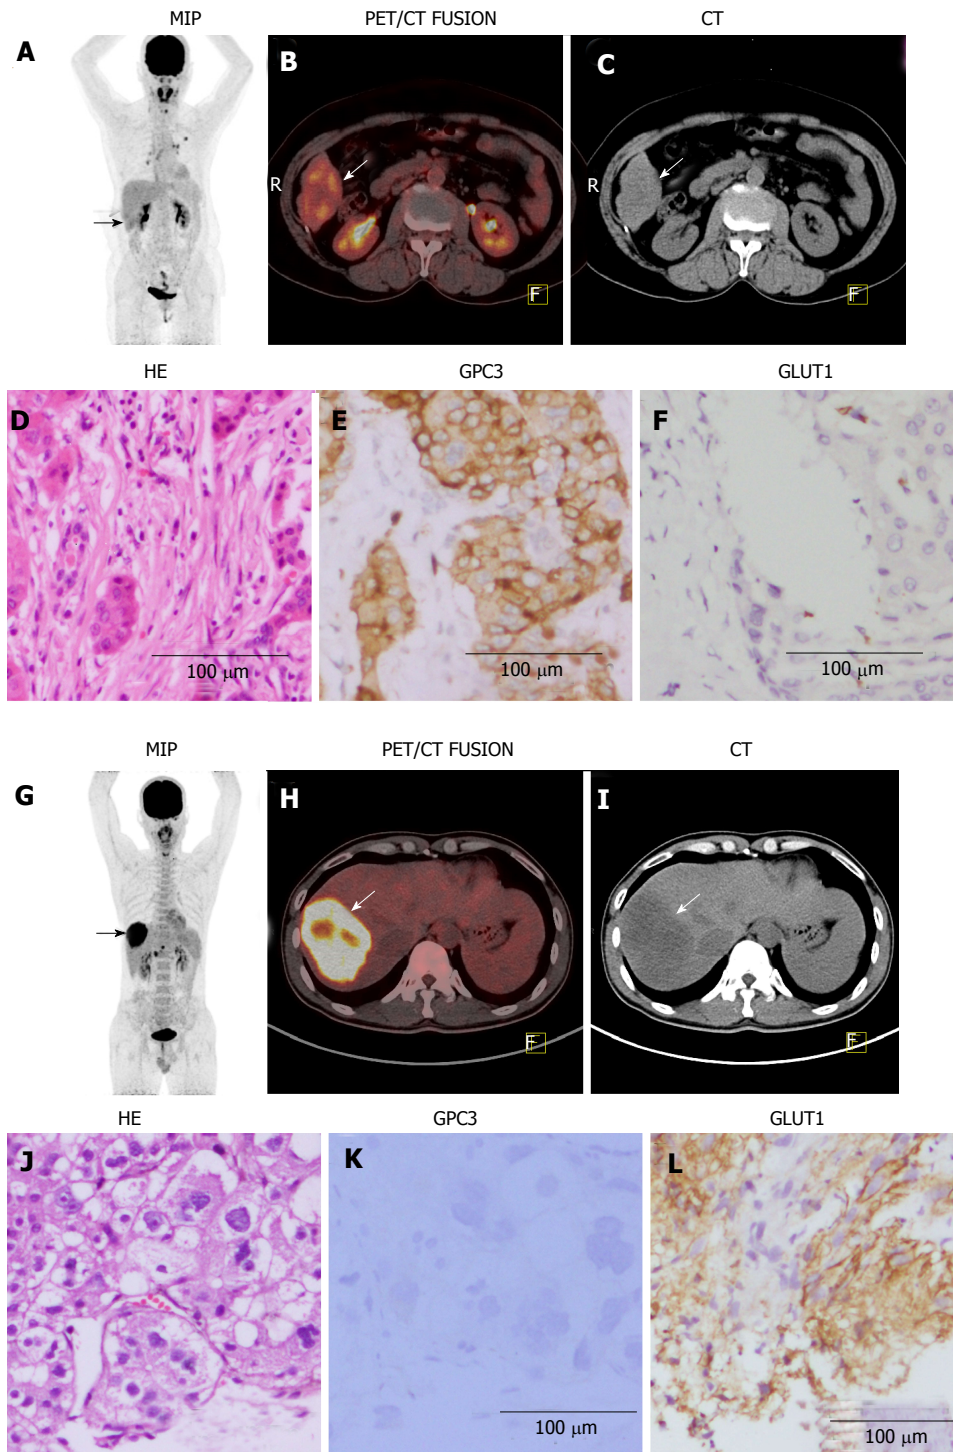 MIP PET/CT FUSION CT
A B C
R R
F F
HE GPC3 GLUT1
D E F
100 μm 100 μm 100 μm
MIP PET/CT FUSION CT
G H I
F F
HE GPC3 GLUT1
J K L
100 μm 100 μm